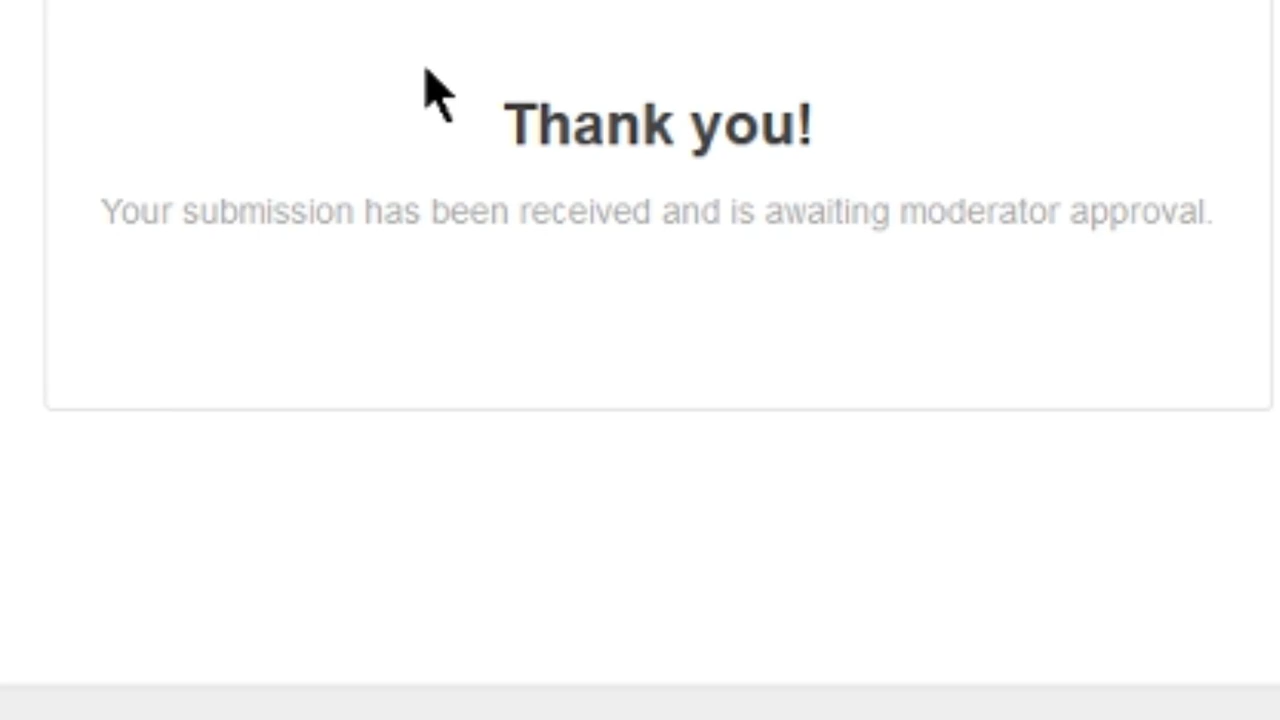 Thank you!
Your submission has been received and is awaiting moderator approval.